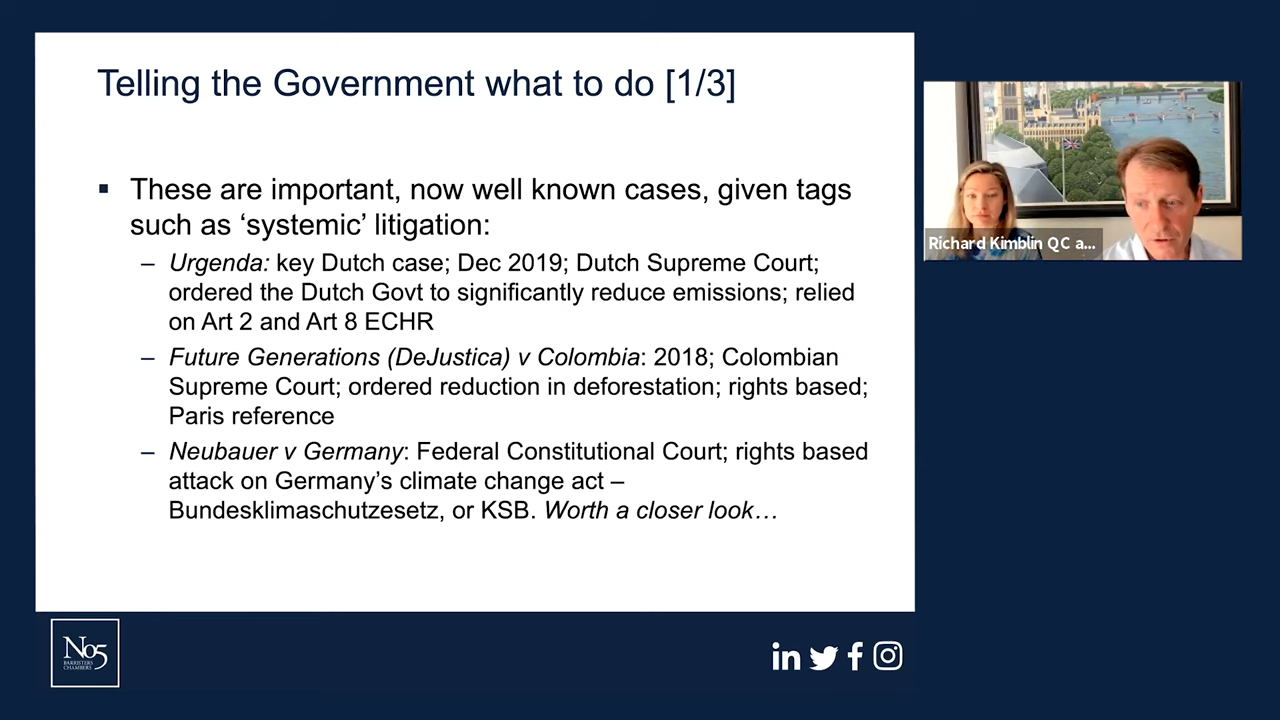 Telling the Government what to do [1/3]
▪ These are important, now well known cases, given tags
such as ‘systemic’ litigation:
– Urgenda: key Dutch case; Dec 2019; Dutch Supreme Court;
ordered the Dutch Govt to significantly reduce emissions; relied
on Art 2 and Art 8 ECHR
– Future Generations (DeJustica) v Colombia: 2018; Colombian
Supreme Court; ordered reduction in deforestation; rights based;
Paris reference
– Neubauer v Germany: Federal Constitutional Court; rights based
attack on Germany’s climate change act –
Bundesklimaschutzesetz, or KSB. Worth a closer look…
Richard Kimblin QC a...
No5
BARRISTERS
CHAMBERS